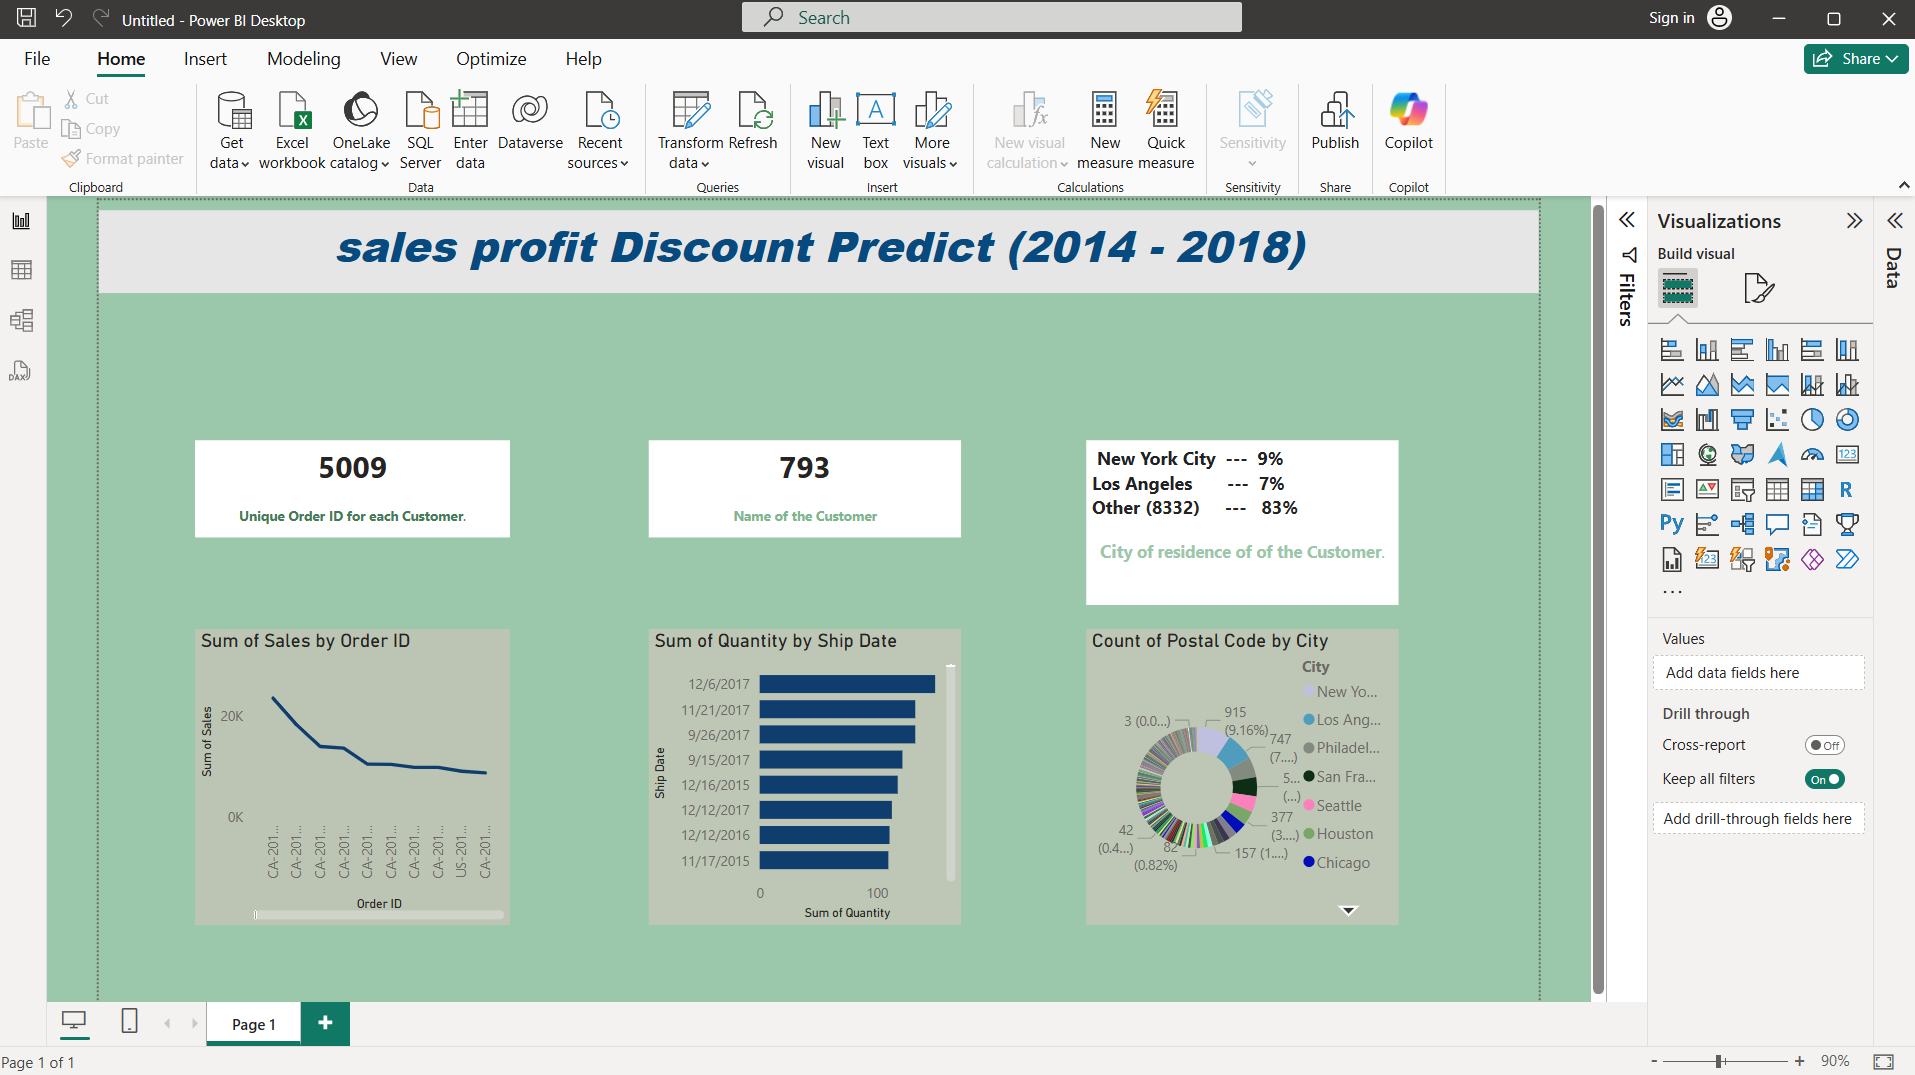 Untitled - Power BI Desktop
Search
Sign in
File Home Insert Modeling View Optimize Help
Share
Paste
Cut
Copy
Format painter
Clipboard
Get data
Excel workbook
OneLake catalog
SQL Server
Enter data
Dataverse
Recent sources
Data
Transform data
Refresh
Queries
New visual
Text box
More visuals
Insert
New visual calculation
New measure
Quick measure
Calculations
Sensitivity
Sensitivity
Publish
Share
Copilot
Copilot
DAX
sales profit Discount Predict (2014 - 2018)
5009
Unique Order ID for each Customer.
793
Name of the Customer
New York City --- 9%
Los Angeles --- 7%
Other (8332) --- 83%
City of residence of of the Customer.
Sum of Sales by Order ID
Sum of Sales
20K
0K
CA-201...
CA-201...
CA-201...
CA-201...
CA-201...
CA-201...
CA-201...
CA-201...
US-201...
CA-201...
Order ID
Sum of Quantity by Ship Date
Ship Date
12/6/2017
11/21/2017
9/26/2017
9/15/2017
12/16/2015
12/12/2017
12/12/2016
11/17/2015
0 100
Sum of Quantity
Count of Postal Code by City
City
New Yo...
Los Ang...
Philadel...
San Fra...
Seattle
Houston
Chicago
3 (0.0...)
915
(9.16%)
747
(7....)
5...
(...)
377
(3....)
157 (1....)
82
(0.82%)
42
(0.4...)
Filters
Visualizations
Build visual
123
R
Py
123
...
Values
Add data fields here
Drill through
Cross-report
Off
Keep all filters
On
Add drill-through fields here
Data
Page 1
Page 1 of 1
- + 90%